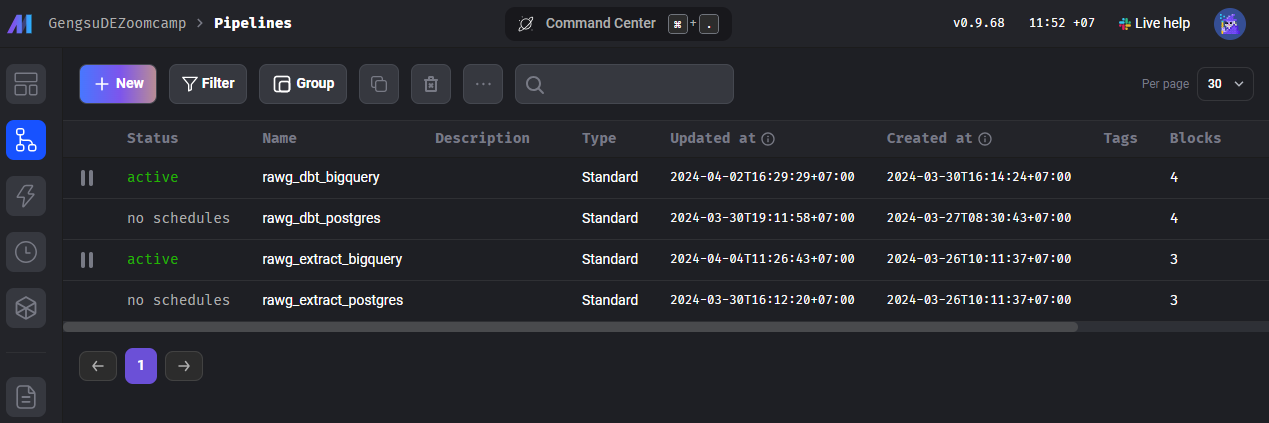 GengsuDEZoomcamp > Pipelines Command Center ⌘ + . v0.9.68 11:52 +07 Live help
+ New Filter Group ... Per page 30
Status Name Description Type Updated at Created at Tags Blocks
active rawg_dbt_bigquery Standard 2024-04-02T16:29:29+07:00 2024-03-30T16:14:24+07:00 4
no schedules rawg_dbt_postgres Standard 2024-03-30T19:11:58+07:00 2024-03-27T08:30:43+07:00 4
active rawg_extract_bigquery Standard 2024-04-04T11:26:43+07:00 2024-03-26T10:11:37+07:00 3
no schedules rawg_extract_postgres Standard 2024-03-30T16:12:20+07:00 2024-03-26T10:11:37+07:00 3
← 1 →